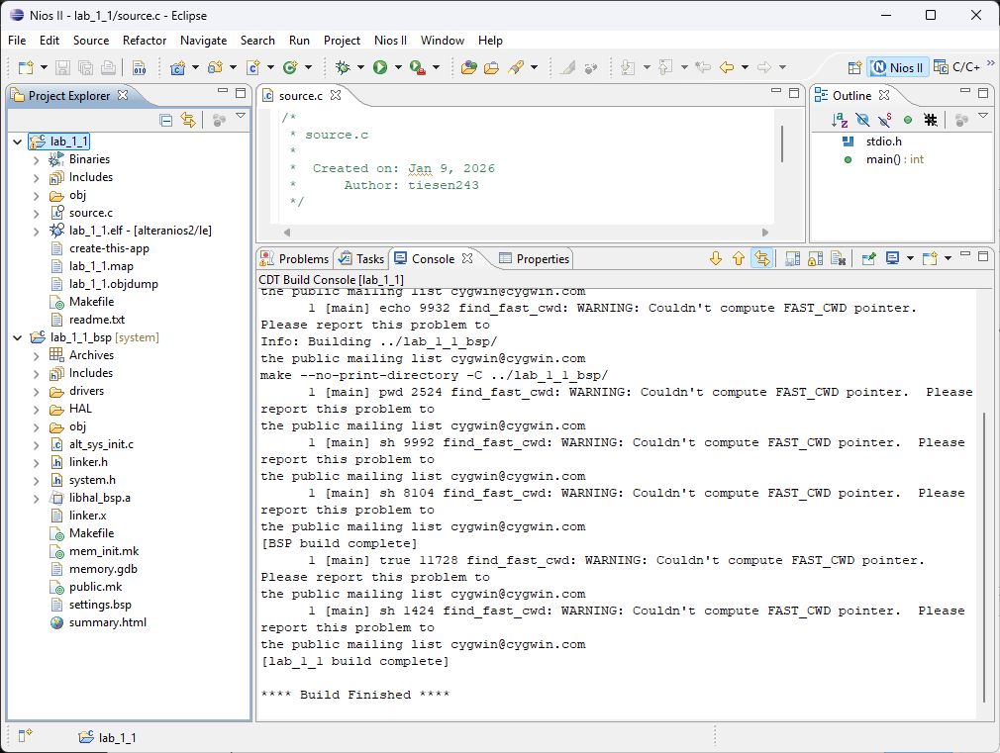 Nios II - lab_1_1/source.c - Eclipse
File Edit Source Refactor Navigate Search Run Project Nios II Window Help
Nios II C/C+
Project Explorer
lab_1_1
Binaries
Includes
obj
source.c
lab_1_1.elf - [alteranios2/le]
create-this-app
lab_1_1.map
lab_1_1.objdump
Makefile
readme.txt
lab_1_1_bsp [system]
Archives
Includes
drivers
HAL
obj
alt_sys_init.c
linker.h
system.h
libhal_bsp.a
linker.x
Makefile
mem_init.mk
memory.gdb
public.mk
settings.bsp
summary.html
source.c
/*
* source.c
*
* Created on: Jan 9, 2026
* Author: tiesen243
*/
Outline
stdio.h
main() : int
Problems Tasks Console Properties
CDT Build Console [lab_1_1]
the public mailing list cygwin@cygwin.com
1 [main] echo 9932 find_fast_cwd: WARNING: Couldn't compute FAST_CWD pointer.
Please report this problem to
Info: Building ../lab_1_1_bsp/
the public mailing list cygwin@cygwin.com
make --no-print-directory -C ../lab_1_1_bsp/
1 [main] pwd 2524 find_fast_cwd: WARNING: Couldn't compute FAST_CWD pointer. Please
report this problem to
the public mailing list cygwin@cygwin.com
1 [main] sh 9992 find_fast_cwd: WARNING: Couldn't compute FAST_CWD pointer. Please
report this problem to
the public mailing list cygwin@cygwin.com
1 [main] sh 8104 find_fast_cwd: WARNING: Couldn't compute FAST_CWD pointer. Please
report this problem to
the public mailing list cygwin@cygwin.com
[BSP build complete]
1 [main] true 11728 find_fast_cwd: WARNING: Couldn't compute FAST_CWD pointer.
Please report this problem to
the public mailing list cygwin@cygwin.com
1 [main] sh 1424 find_fast_cwd: WARNING: Couldn't compute FAST_CWD pointer. Please
report this problem to
the public mailing list cygwin@cygwin.com
[lab_1_1 build complete]
**** Build Finished ****
lab_1_1